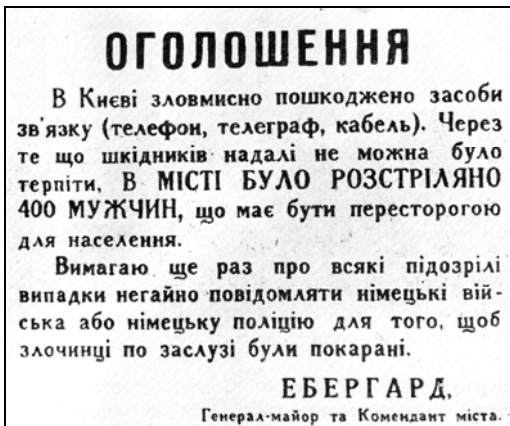 ОГОЛОШЕННЯ
В Києві зловмисно пошкоджено засоби
зв'язку (телефон, телеграф, кабель). Через
те що шкідників надалі не можна було
терпіти, В МІСТІ БУЛО РОЗСТРІЛЯНО
400 МУЖЧИН, що має бути пересторогою
для населення.
Вимагаю ще раз про всякі підозрілі
випадки негайно повідомляти німецькі вій-
ська або німецьку поліцію для того, щоб
злочинці по заслузі були покарані.
ЕБЕРГАРД,
Генерал-майор та Комендант міста.